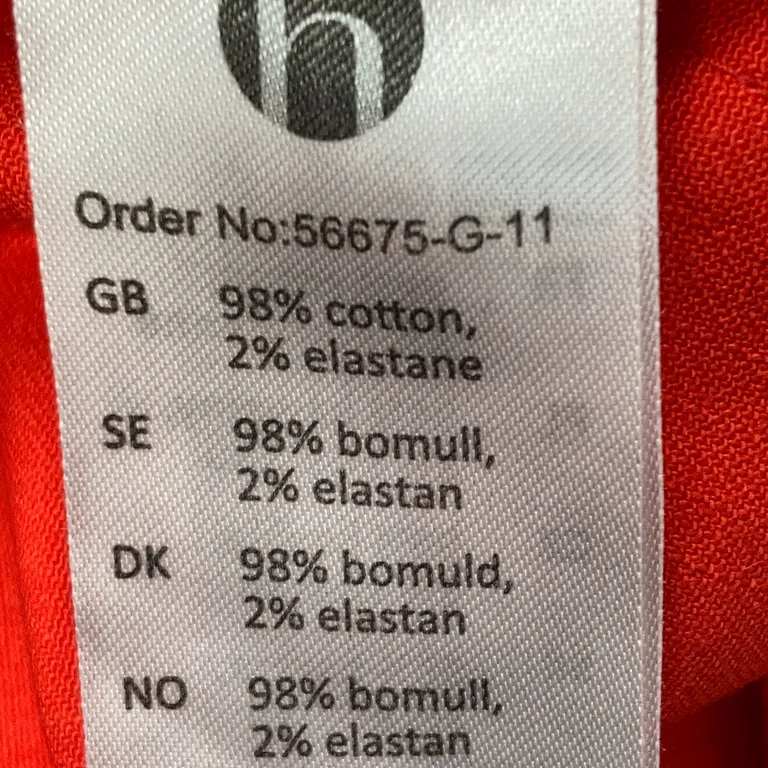 h
Order No:56675-G-11
GB 98% cotton,
2% elastane
SE 98% bomull,
2% elastan
DK 98% bomuld,
2% elastan
NO 98% bomull,
2% elastan